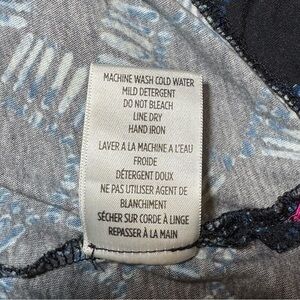 MACHINE WASH COLD WATER
MILD DETERGENT
DO NOT BLEACH
LINE DRY
HAND IRON
LAVER A LA MACHINE A L'EAU
FROIDE
DÉTERGENT DOUX
NE PAS UTILISER AGENT DE
BLANCHIMENT
SÉCHER SUR CORDE À LINGE
REPASSER À LA MAIN